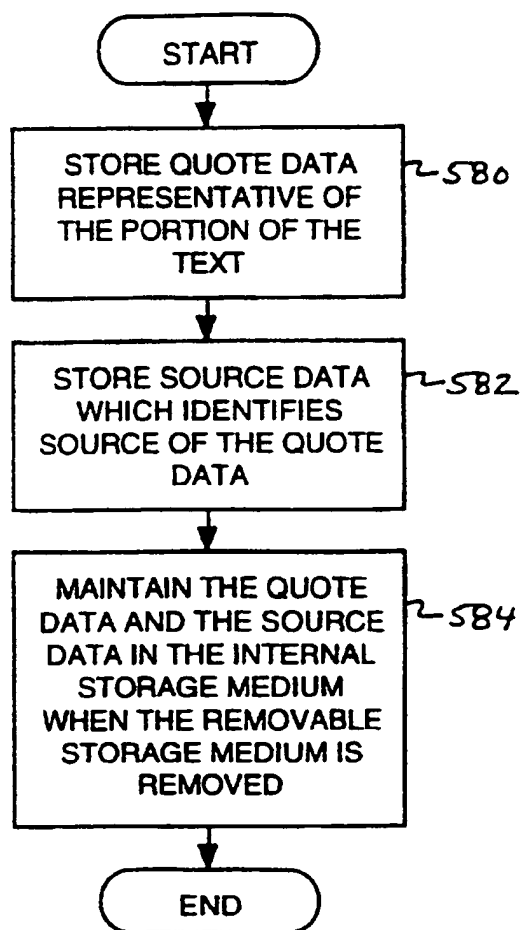 START
STORE QUOTE DATA
REPRESENTATIVE OF
THE PORTION OF THE
TEXT
580
STORE SOURCE DATA
WHICH IDENTIFIES
SOURCE OF THE QUOTE
DATA
582
MAINTAIN THE QUOTE
DATA AND THE SOURCE
DATA IN THE INTERNAL
STORAGE MEDIUM
WHEN THE REMOVABLE
STORAGE MEDIUM IS
REMOVED
584
END